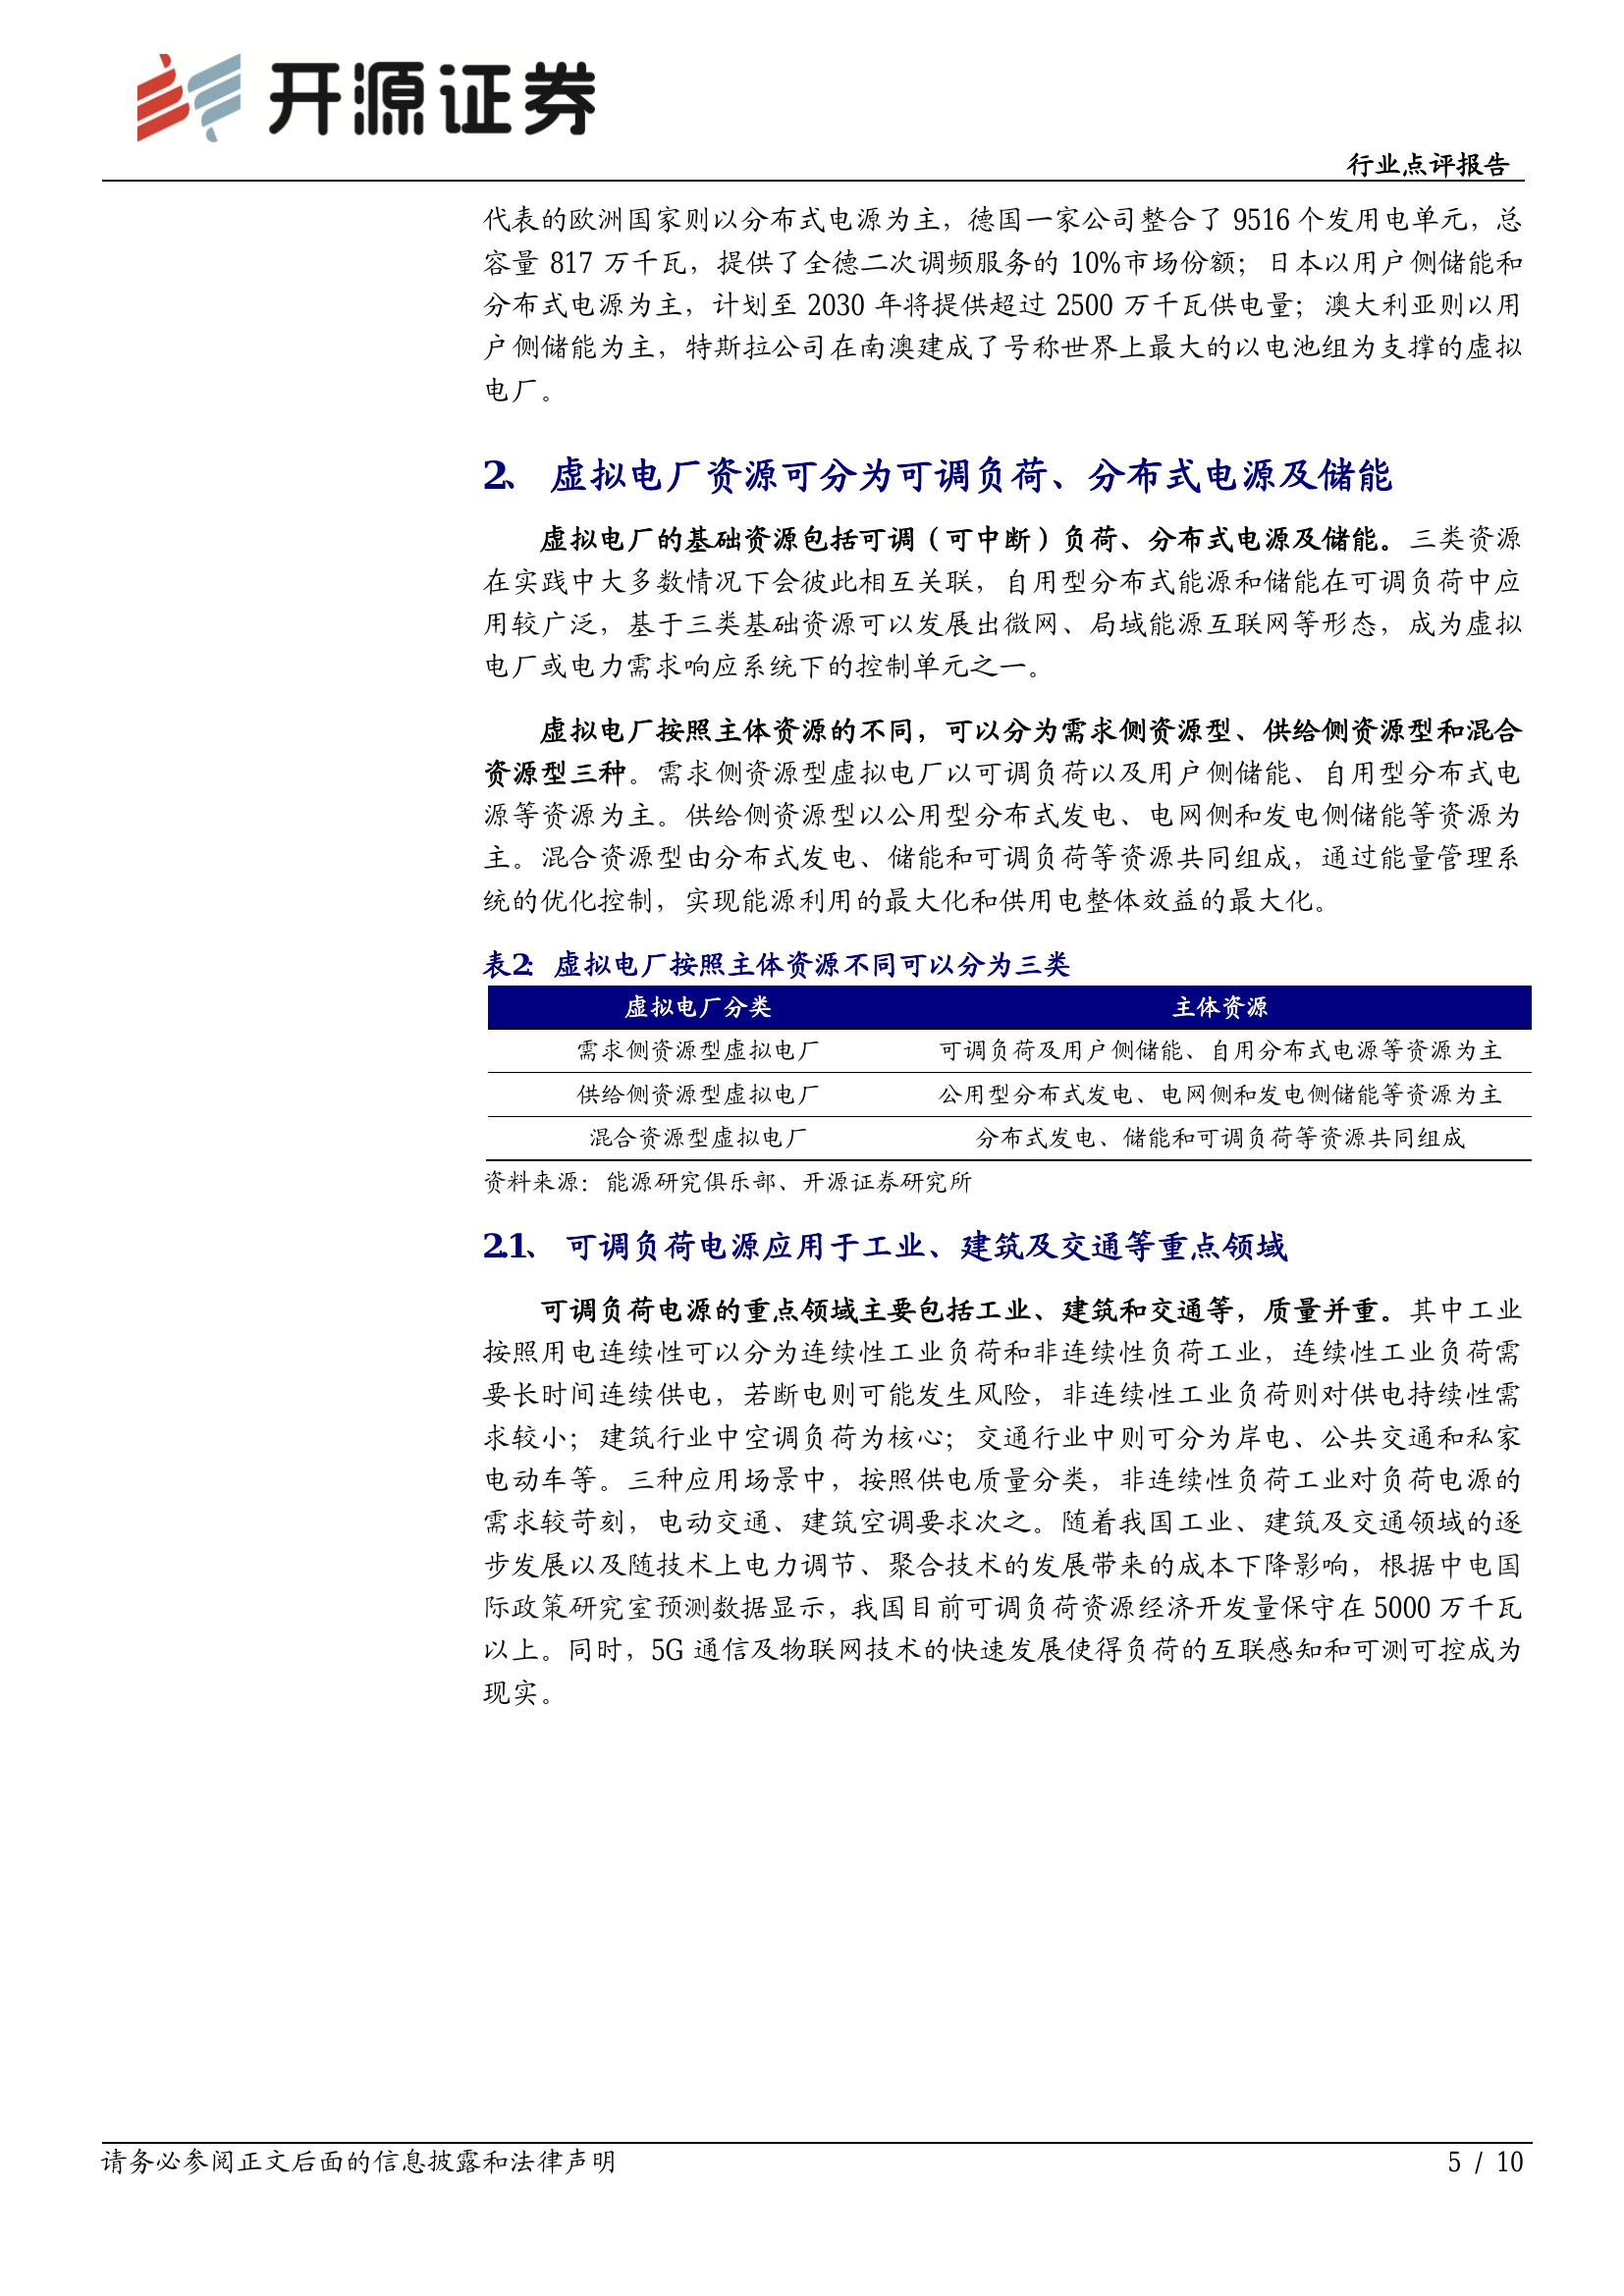 开源证券
行业点评报告
代表的欧洲国家则以分布式电源为主，德国一家公司整合了 9516 个发用电单元，总
容量 817 万千瓦，提供了全德二次调频服务的 10%市场份额；日本以用户侧储能和
分布式电源为主，计划至 2030 年将提供超过 2500 万千瓦供电量；澳大利亚则以用
户侧储能为主，特斯拉公司在南澳建成了号称世界上最大的以电池组为支撑的虚拟
电厂。
2、 虚拟电厂资源可分为可调负荷、分布式电源及储能
虚拟电厂的基础资源包括可调（可中断）负荷、分布式电源及储能。三类资源
在实践中大多数情况下会彼此相互关联，自用型分布式能源和储能在可调负荷中应
用较广泛，基于三类基础资源可以发展出微网、局域能源互联网等形态，成为虚拟
电厂或电力需求响应系统下的控制单元之一。
虚拟电厂按照主体资源的不同，可以分为需求侧资源型、供给侧资源型和混合
资源型三种。需求侧资源型虚拟电厂以可调负荷以及用户侧储能、自用型分布式电
源等资源为主。供给侧资源型以公用型分布式发电、电网侧和发电侧储能等资源为
主。混合资源型由分布式发电、储能和可调负荷等资源共同组成，通过能量管理系
统的优化控制，实现能源利用的最大化和供用电整体效益的最大化。
表2： 虚拟电厂按照主体资源不同可以分为三类
虚拟电厂分类 主体资源
需求侧资源型虚拟电厂 可调负荷及用户侧储能、自用分布式电源等资源为主
供给侧资源型虚拟电厂 公用型分布式发电、电网侧和发电侧储能等资源为主
混合资源型虚拟电厂 分布式发电、储能和可调负荷等资源共同组成
资料来源：能源研究俱乐部、开源证券研究所
2.1、 可调负荷电源应用于工业、建筑及交通等重点领域
可调负荷电源的重点领域主要包括工业、建筑和交通等，质量并重。其中工业
按照用电连续性可以分为连续性工业负荷和非连续性负荷工业，连续性工业负荷需
要长时间连续供电，若断电则可能发生风险，非连续性工业负荷则对供电持续性需
求较小；建筑行业中空调负荷为核心；交通行业中则可分为岸电、公共交通和私家
电动车等。三种应用场景中，按照供电质量分类，非连续性负荷工业对负荷电源的
需求较苛刻，电动交通、建筑空调要求次之。随着我国工业、建筑及交通领域的逐
步发展以及随技术上电力调节、聚合技术的发展带来的成本下降影响，根据中电国
际政策研究室预测数据显示，我国目前可调负荷资源经济开发量保守在 5000 万千瓦
以上。同时，5G 通信及物联网技术的快速发展使得负荷的互联感知和可测可控成为
现实。
请务必参阅正文后面的信息披露和法律声明
5 / 10